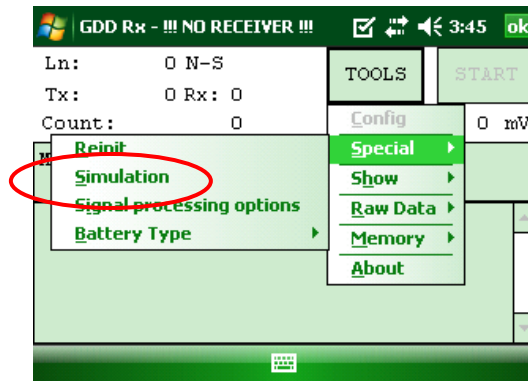 GDD Rx - !!! NO RECEIVER !!! 3:45 ok
Ln: 0 N-S
Tx: 0 Rx: 0
Count: 0
TOOLS
START
0 mV
Config
Special
Show
Raw Data
Memory
About
Reinit
Simulation
Signal processing options
Battery Type